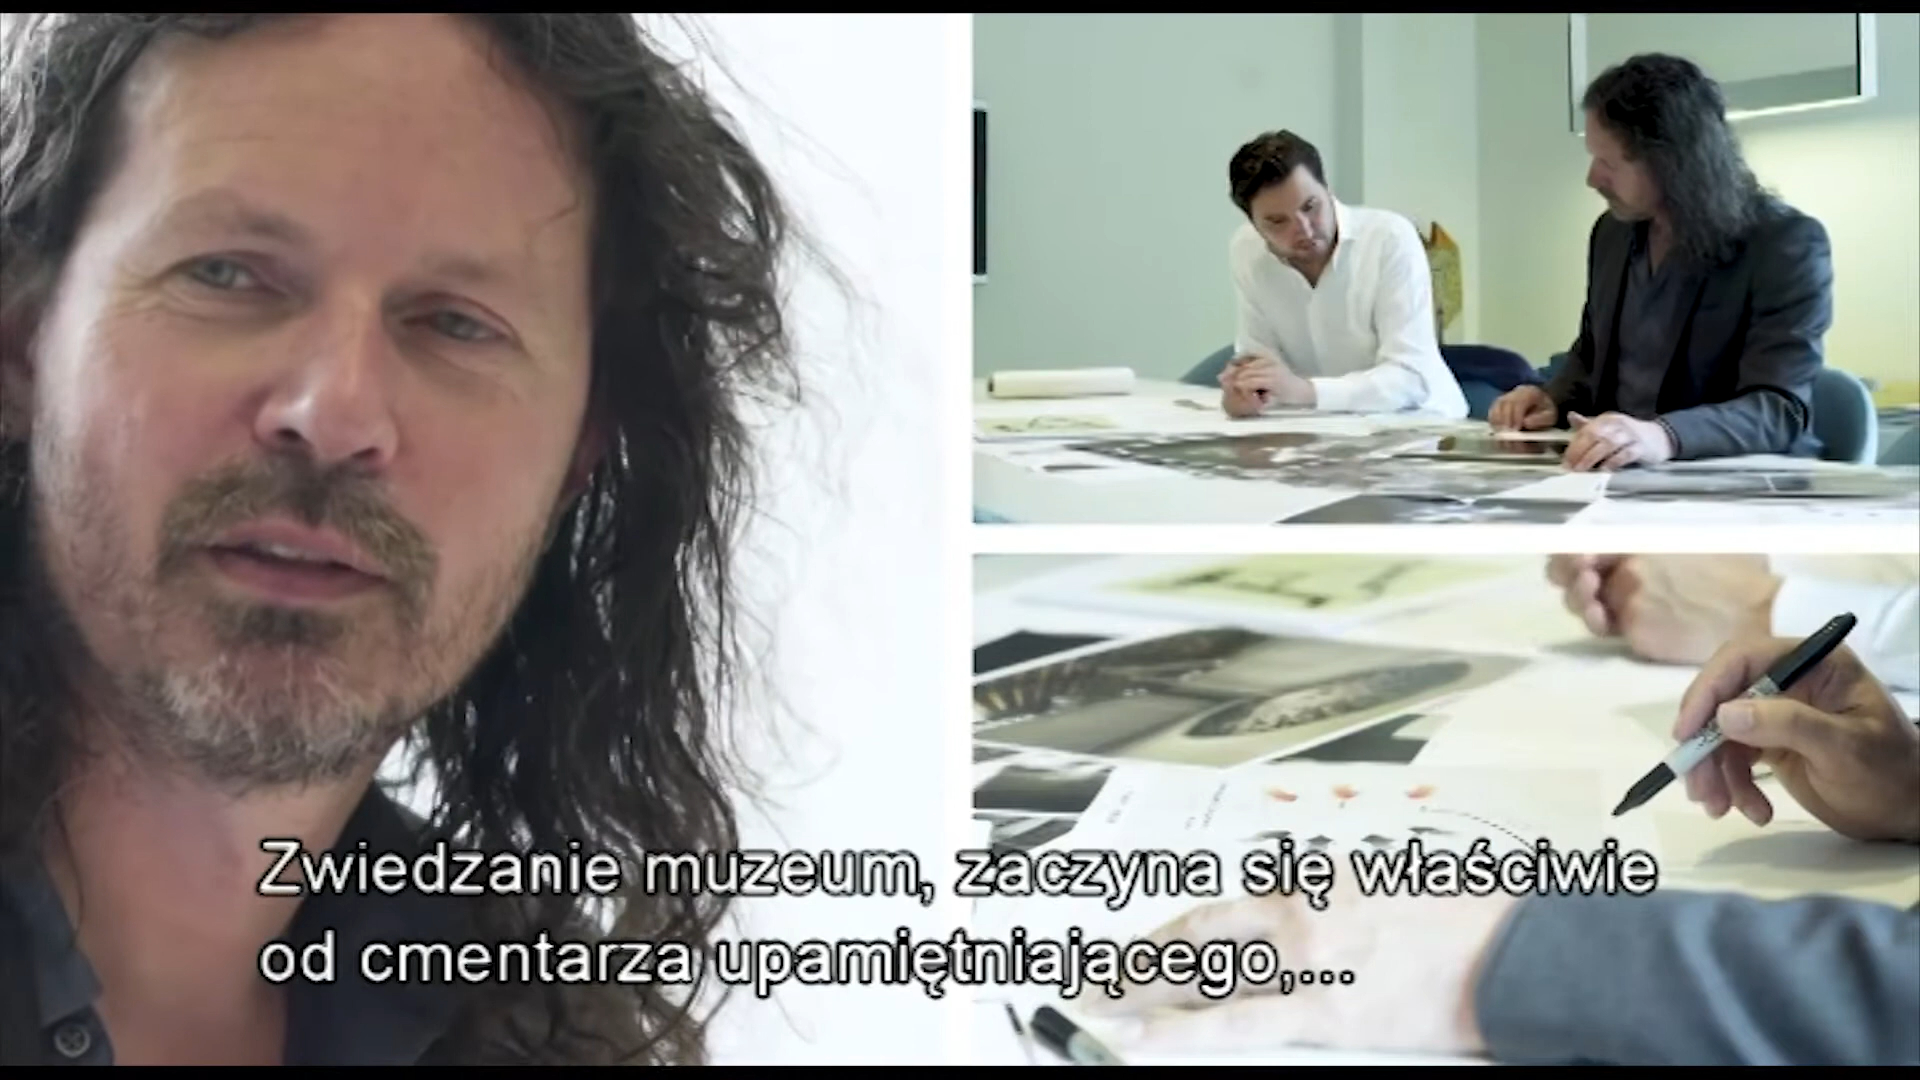 Zwiedzanie muzeum, zaczyna się właściwie
od cmentarza upamiętniającego,...